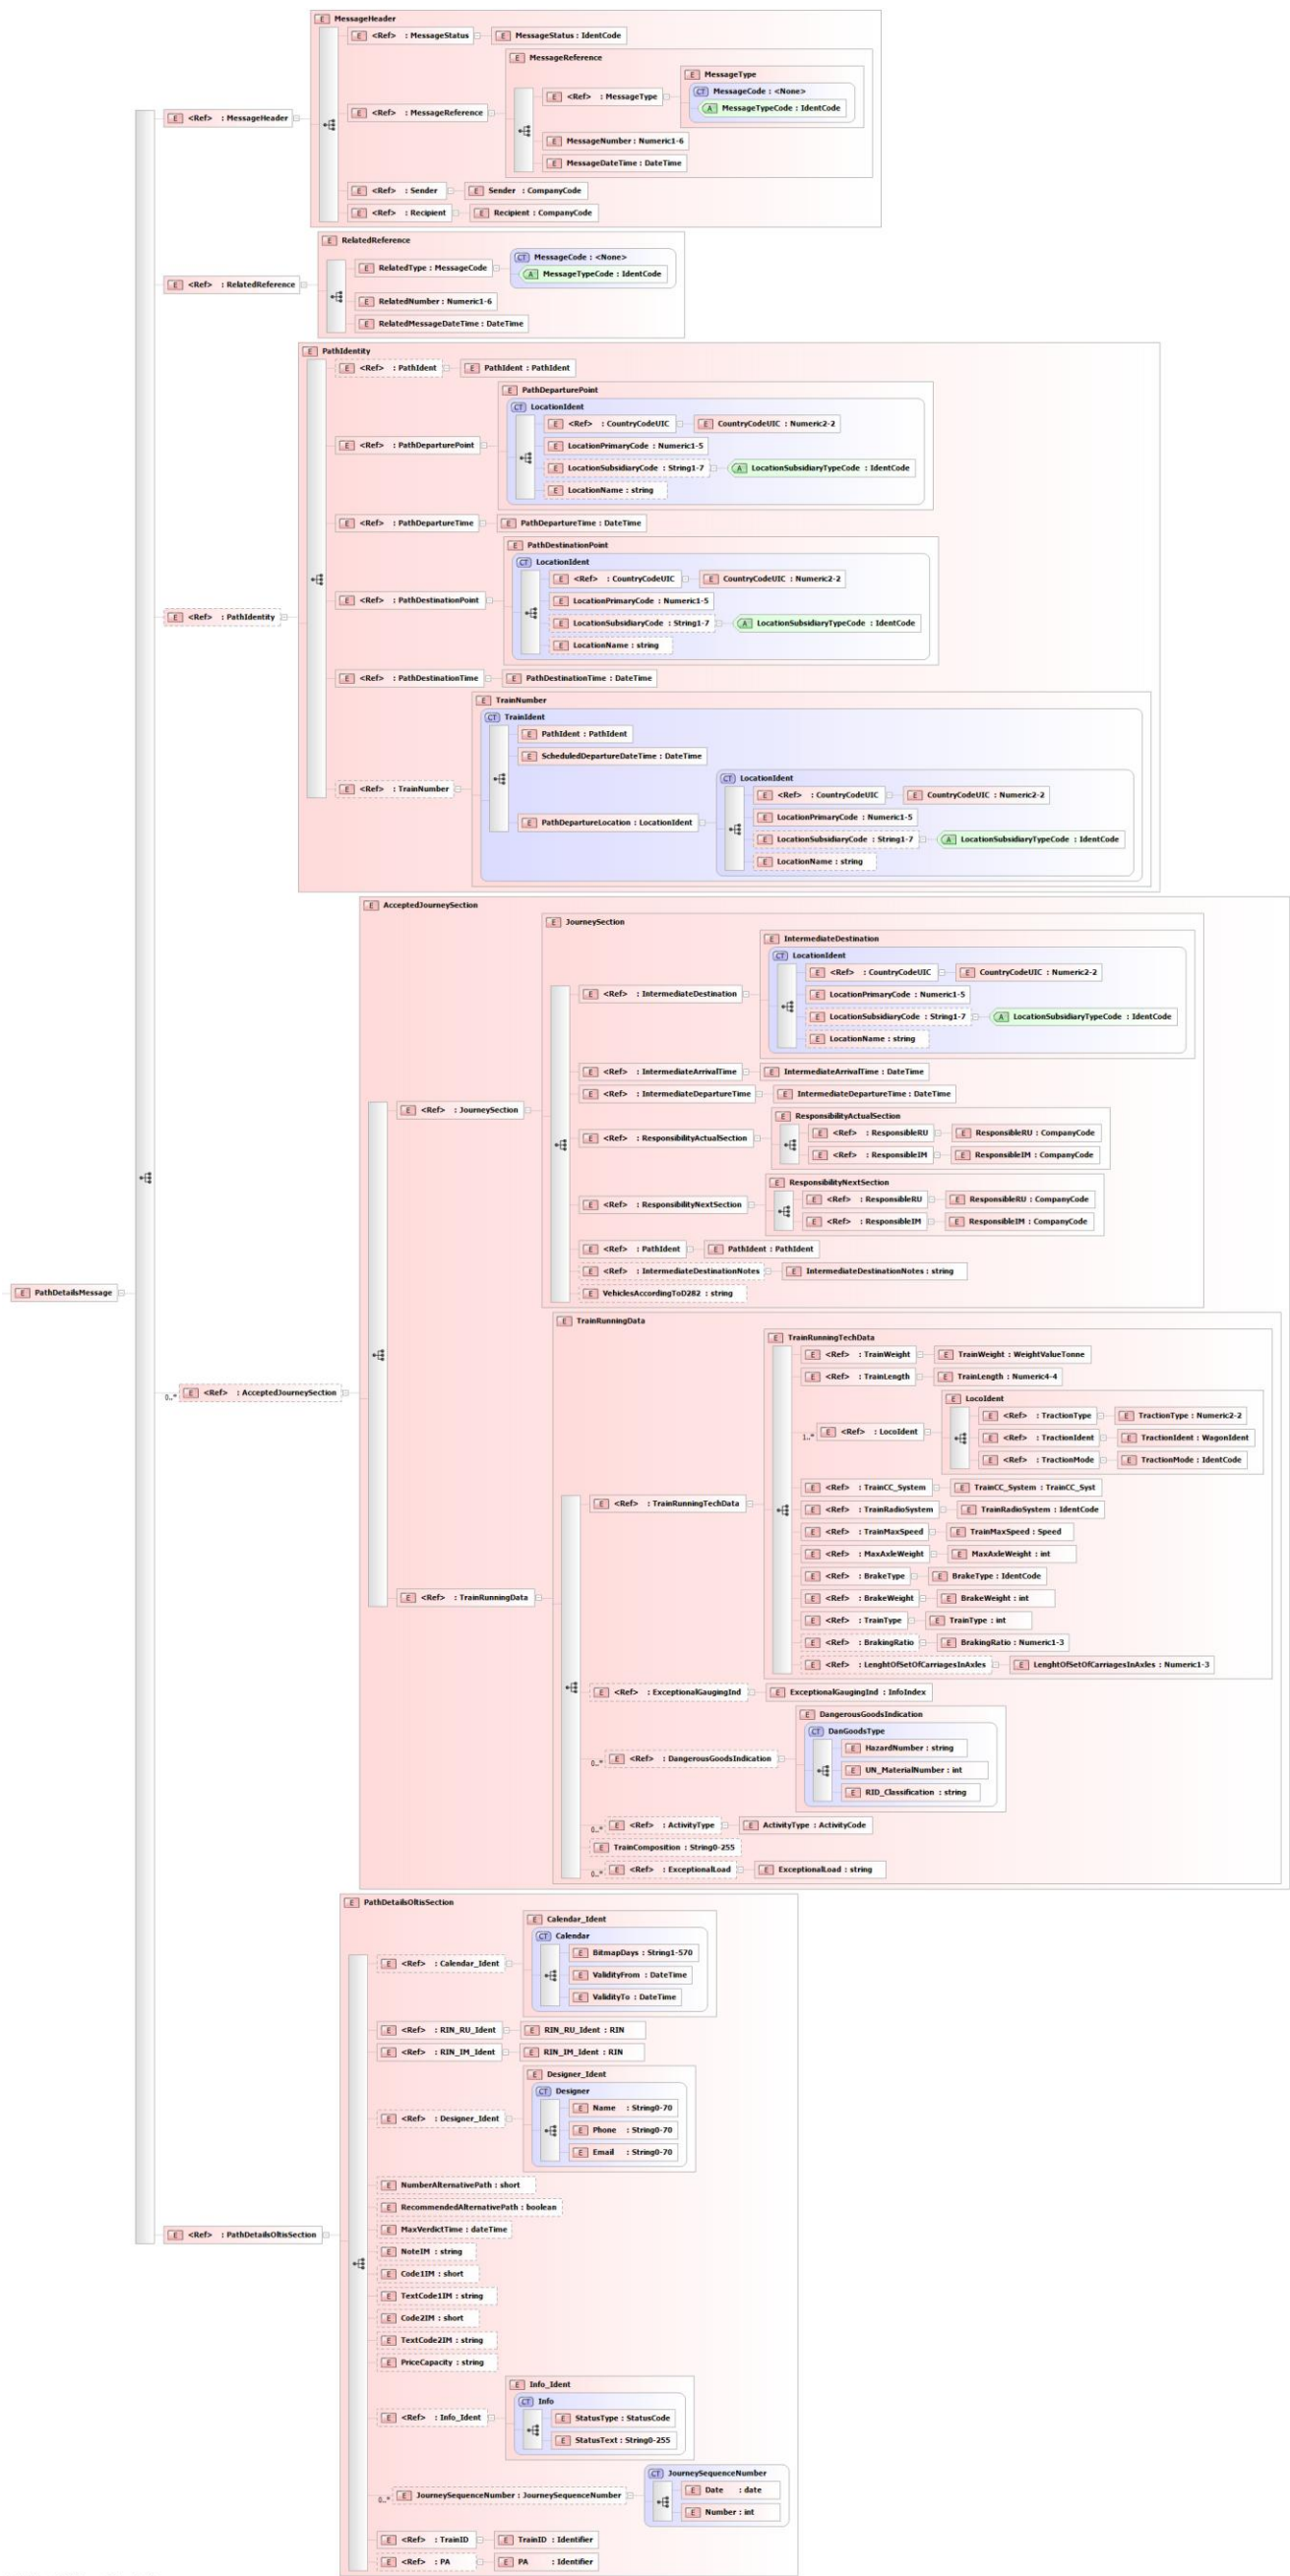 PathDetailsMessage
<Ref> : MessageHeader
MessageHeader
<Ref> : MessageStatus
MessageStatus : IdentCode
<Ref> : MessageReference
MessageReference
<Ref> : MessageType
MessageType
CT MessageCode : <None>
A MessageTypeCode : IdentCode
E MessageNumber : Numeric1-6
E MessageDateTime : DateTime
E <Ref> : Sender
E Sender : CompanyCode
E <Ref> : Recipient
E Recipient : CompanyCode
E <Ref> : RelatedReference
E RelatedReference
E RelatedType : MessageCode
CT MessageCode : <None>
A MessageTypeCode : IdentCode
E RelatedNumber : Numeric1-6
E RelatedMessageDateTime : DateTime
E <Ref> : PathIdentity
E PathIdentity
E <Ref> : PathIdent
E PathIdent : PathIdent
E <Ref> : PathDeparturePoint
E PathDeparturePoint
CT LocationIdent
E <Ref> : CountryCodeUIC
E CountryCodeUIC : Numeric2-2
E LocationPrimaryCode : Numeric1-5
E LocationSubsidiaryCode : String1-7
A LocationSubsidiaryTypeCode : IdentCode
E LocationName : string
E <Ref> : PathDepartureTime
E PathDepartureTime : DateTime
E <Ref> : PathDestinationPoint
E PathDestinationPoint
CT LocationIdent
E <Ref> : CountryCodeUIC
E CountryCodeUIC : Numeric2-2
E LocationPrimaryCode : Numeric1-5
E LocationSubsidiaryCode : String1-7
A LocationSubsidiaryTypeCode : IdentCode
E LocationName : string
E <Ref> : PathDestinationTime
E PathDestinationTime : DateTime
E <Ref> : TrainNumber
E TrainNumber
CT TrainIdent
E PathIdent : PathIdent
E ScheduledDepartureDateTime : DateTime
E PathDepartureLocation : LocationIdent
CT LocationIdent
E <Ref> : CountryCodeUIC
E CountryCodeUIC : Numeric2-2
E LocationPrimaryCode : Numeric1-5
E LocationSubsidiaryCode : String1-7
A LocationSubsidiaryTypeCode : IdentCode
E LocationName : string
0..* E <Ref> : AcceptedJourneySection
E AcceptedJourneySection
E <Ref> : JourneySection
E JourneySection
E <Ref> : IntermediateDestination
E IntermediateDestination
CT LocationIdent
E <Ref> : CountryCodeUIC
E CountryCodeUIC : Numeric2-2
E LocationPrimaryCode : Numeric1-5
E LocationSubsidiaryCode : String1-7
A LocationSubsidiaryTypeCode : IdentCode
E LocationName : string
E <Ref> : IntermediateArrivalTime
E IntermediateArrivalTime : DateTime
E <Ref> : IntermediateDepartureTime
E IntermediateDepartureTime : DateTime
E <Ref> : ResponsibilityActualSection
E ResponsibilityActualSection
E <Ref> : ResponsibleRU
E ResponsibleRU : CompanyCode
E <Ref> : ResponsibleIM
E ResponsibleIM : CompanyCode
E <Ref> : ResponsibilityNextSection
E ResponsibilityNextSection
E <Ref> : ResponsibleRU
E ResponsibleRU : CompanyCode
E <Ref> : ResponsibleIM
E ResponsibleIM : CompanyCode
E <Ref> : PathIdent
E PathIdent : PathIdent
E <Ref> : IntermediateDestinationNotes
E IntermediateDestinationNotes : string
E VehiclesAccordingToD282 : string
E <Ref> : TrainRunningData
E TrainRunningData
E <Ref> : TrainRunningTechData
E TrainRunningTechData
E <Ref> : TrainWeight
E TrainWeight : WeightValueTonne
E <Ref> : TrainLength
E TrainLength : Numeric4-4
1..* E <Ref> : LocoIdent
E LocoIdent
E <Ref> : TractionType
E TractionType : Numeric2-2
E <Ref> : TractionIdent
E TractionIdent : WagonIdent
E <Ref> : TractionMode
E TractionMode : IdentCode
E <Ref> : TrainCC_System
E TrainCC_System : TrainCC_Syst
E <Ref> : TrainRadioSystem
E TrainRadioSystem : IdentCode
E <Ref> : TrainMaxSpeed
E TrainMaxSpeed : Speed
E <Ref> : MaxAxleWeight
E MaxAxleWeight : int
E <Ref> : BrakeType
E BrakeType : IdentCode
E <Ref> : BrakeWeight
E BrakeWeight : int
E <Ref> : TrainType
E TrainType : int
E <Ref> : BrakingRatio
E BrakingRatio : Numeric1-3
E <Ref> : LenghtOfSetOfCarriagesInAxles
E LenghtOfSetOfCarriagesInAxles : Numeric1-3
E <Ref> : ExceptionalGaugingInd
E ExceptionalGaugingInd : InfoIndex
0..* E <Ref> : DangerousGoodsIndication
E DangerousGoodsIndication
CT DanGoodsType
E HazardNumber : string
E UN_MaterialNumber : int
E RID_Classification : string
0..* E <Ref> : ActivityType
E ActivityType : ActivityCode
E TrainComposition : String0-255
0..* E <Ref> : ExceptionalLoad
E ExceptionalLoad : string
E <Ref> : PathDetailsOltisSection
E PathDetailsOltisSection
E <Ref> : Calendar_Ident
E Calendar_Ident
CT Calendar
E BitmapDays : String1-570
E ValidityFrom : DateTime
E ValidityTo : DateTime
E <Ref> : RIN_RU_Ident
E RIN_RU_Ident : RIN
E <Ref> : RIN_IM_Ident
E RIN_IM_Ident : RIN
E <Ref> : Designer_Ident
E Designer_Ident
CT Designer
E Name : String0-70
E Phone : String0-70
E Email : String0-70
E NumberAlternativePath : short
E RecommendedAlternativePath : boolean
E MaxVerdictTime : dateTime
E NoteIM : string
E Code1IM : short
E TextCode1IM : string
E Code2IM : short
E TextCode2IM : string
E PriceCapacity : string
E <Ref> : Info_Ident
E Info_Ident
CT Info
E StatusType : StatusCode
E StatusText : String0-255
0..* E JourneySequenceNumber : JourneySequenceNumber
CT JourneySequenceNumber
E Date : date
E Number : int
E <Ref> : TrainID
E TrainID : Identifier
E <Ref> : PA
E PA : Identifier